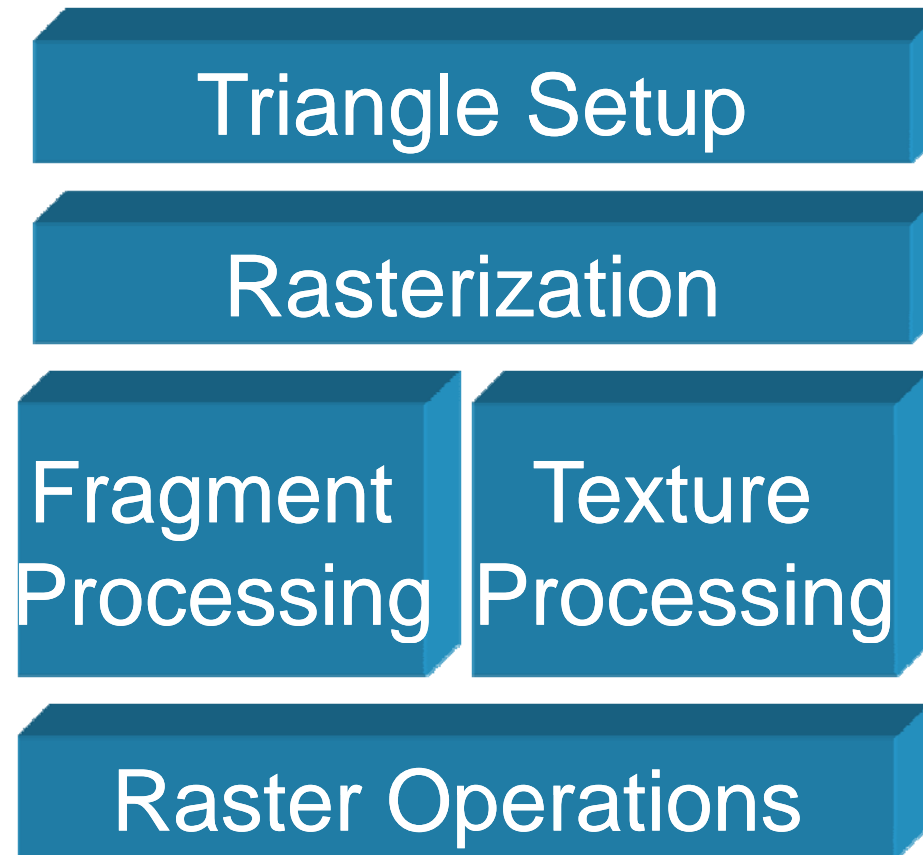 Triangle Setup
Rasterization
Fragment
Processing
Texture
Processing
Raster Operations